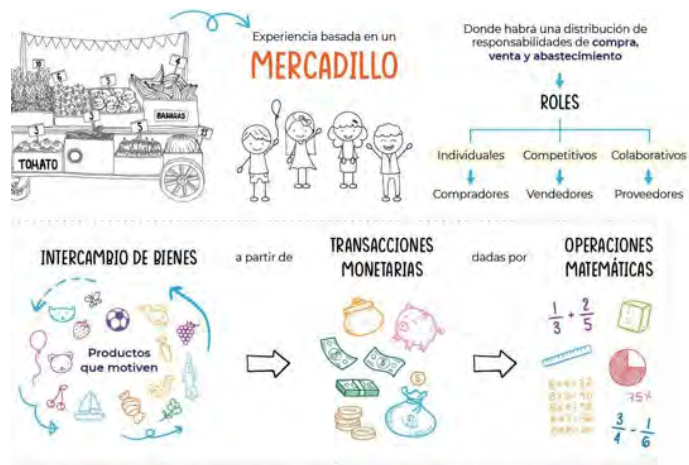 Experiencia basada en un
MERCADILLO
Donde habrá una distribución de
responsabilidades de compra,
venta y abastecimiento
ROLES
Individuales Competitivos Colaborativos
Compradores Vendedores Proveedores
BANANAS
TOMATO
INTERCAMBIO DE BIENES
a partir de
TRANSACCIONES
MONETARIAS
dadas por
OPERACIONES
MATEMÁTICAS
Productos
que motiven
1/3 + 2/5
75%
3/4 - 1/6